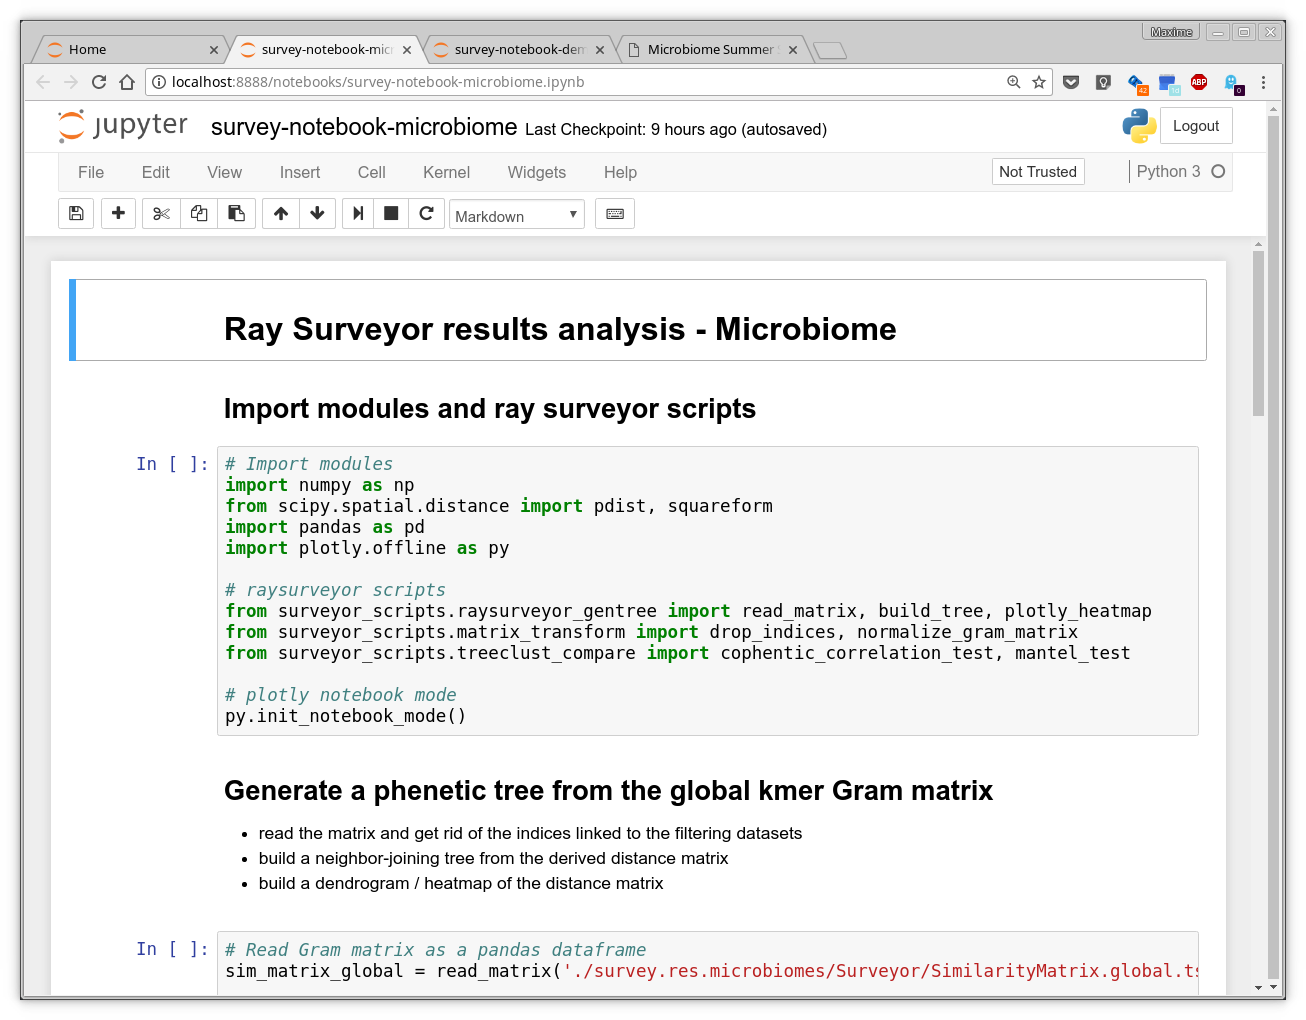 Maxime
Home
survey-notebook-mic
survey-notebook-dem
Microbiome Summer
localhost:8888/notebooks/survey-notebook-microbiome.ipynb
42
ABP
0
jupyter
survey-notebook-microbiome Last Checkpoint: 9 hours ago (autosaved)
Logout
File Edit View Insert Cell Kernel Widgets Help
Not Trusted
Python 3
Markdown
Ray Surveyor results analysis - Microbiome
Import modules and ray surveyor scripts
In [ ]:
# Import modules
import numpy as np
from scipy.spatial.distance import pdist, squareform
import pandas as pd
import plotly.offline as py
# raysurveyor scripts
from surveyor_scripts.raysurveyor_gentree import read_matrix, build_tree, plotly_heatmap
from surveyor_scripts.matrix_transform import drop_indices, normalize_gram_matrix
from surveyor_scripts.treeclust_compare import cophentic_correlation_test, mantel_test
# plotly notebook mode
py.init_notebook_mode()
Generate a phenetic tree from the global kmer Gram matrix
• read the matrix and get rid of the indices linked to the filtering datasets
• build a neighbor-joining tree from the derived distance matrix
• build a dendrogram / heatmap of the distance matrix
In [ ]:
# Read Gram matrix as a pandas dataframe
sim_matrix_global = read_matrix('./survey.res.microbiomes/Surveyor/SimilarityMatrix.global.ts